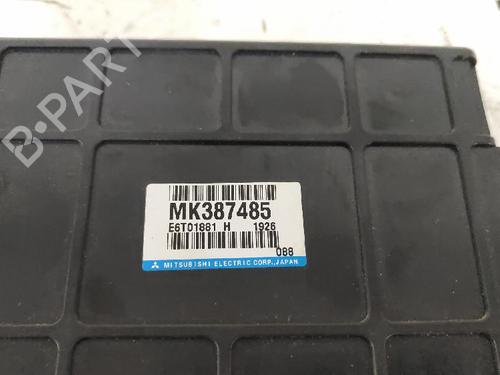 B-PART
MK387485
E6T01881 H 1926
088
MITSUBISHI ELECTRIC CORP., JAPAN